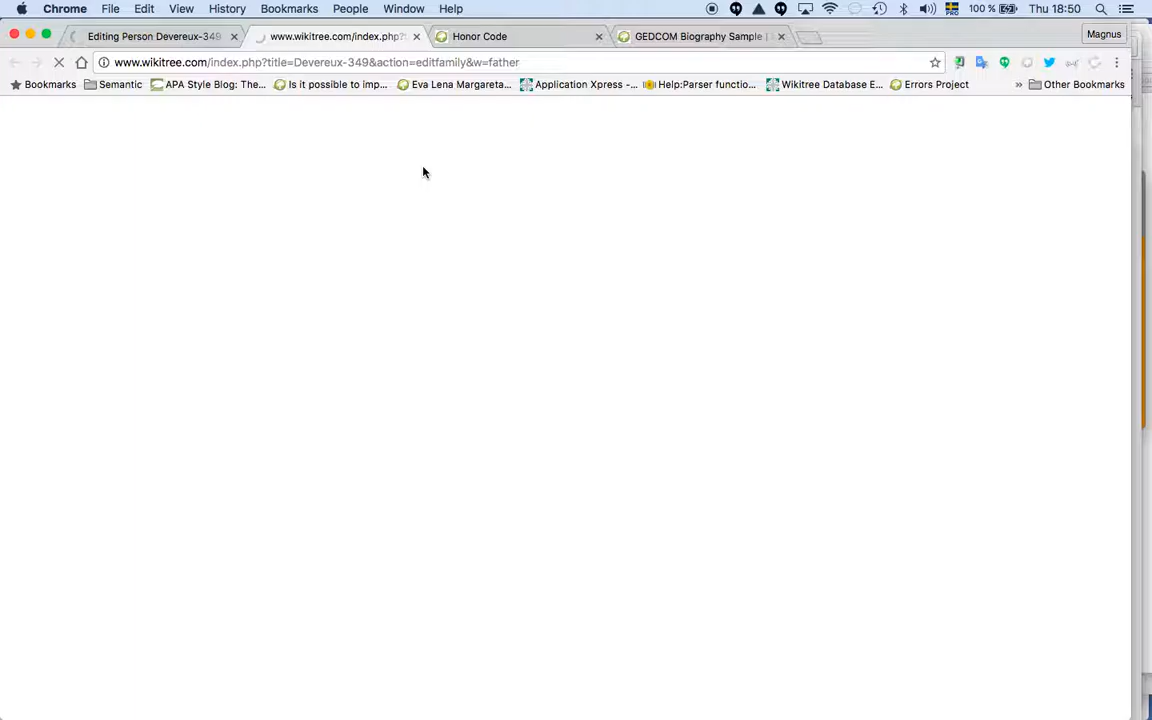 Chrome File Edit View History Bookmarks People Window Help 100 % PRO Thu 18:50
Editing Person Devereux-349 www.wikitree.com/index.php? Honor Code GEDCOM Biography Sample | Magnus
www.wikitree.com/index.php?title=Devereux-349&action=editfamily&w=father
Bookmarks Semantic APA Style Blog: The... Is it possible to imp... Eva Lena Margareta... Application Xpress -... Help:Parser functio... Wikitree Database E... Errors Project » Other Bookmarks